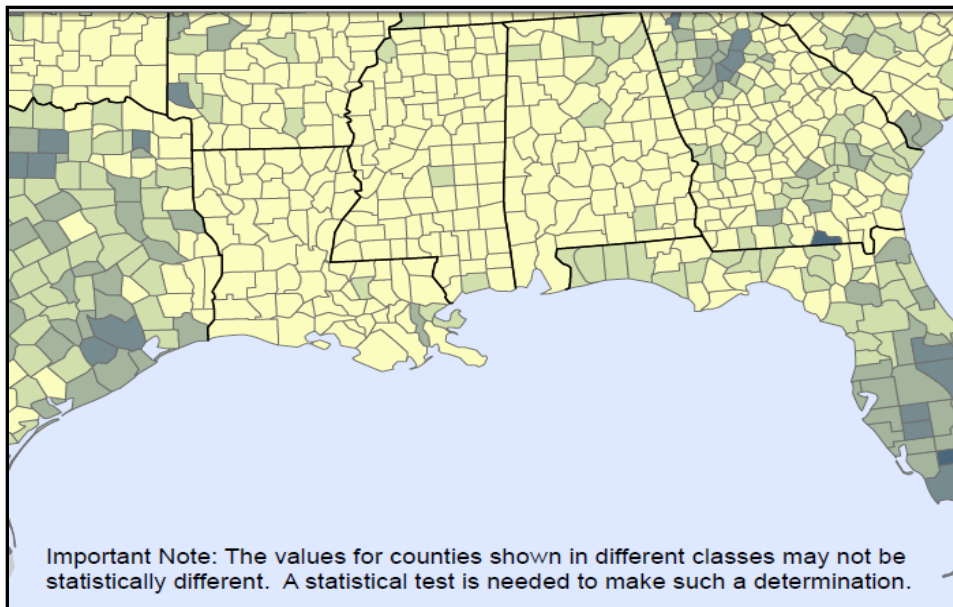 Important Note: The values for counties shown in different classes may not be
statistically different.  A statistical test is needed to make such a determination.